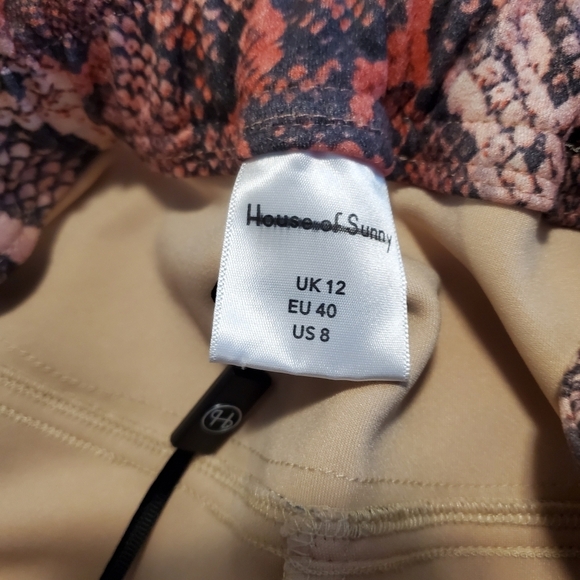 House of Sunny
UK 12
EU 40
US 8